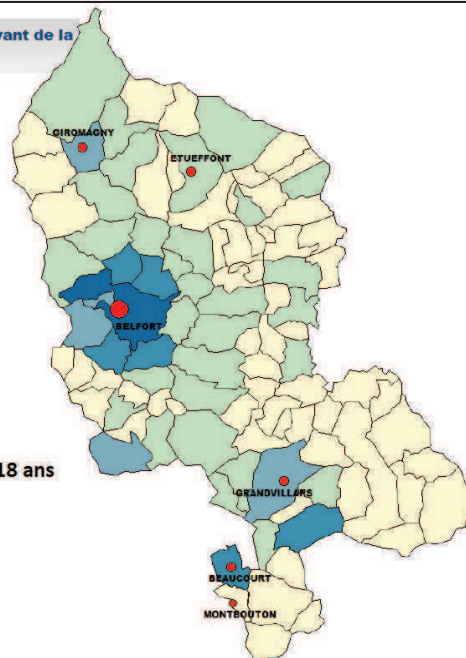 vant de la
GIROMAGNY
ETUEFFONT
BELFORT
18 ans
GRANDVILLARS
BEAUCOURT
MONTBOUTON